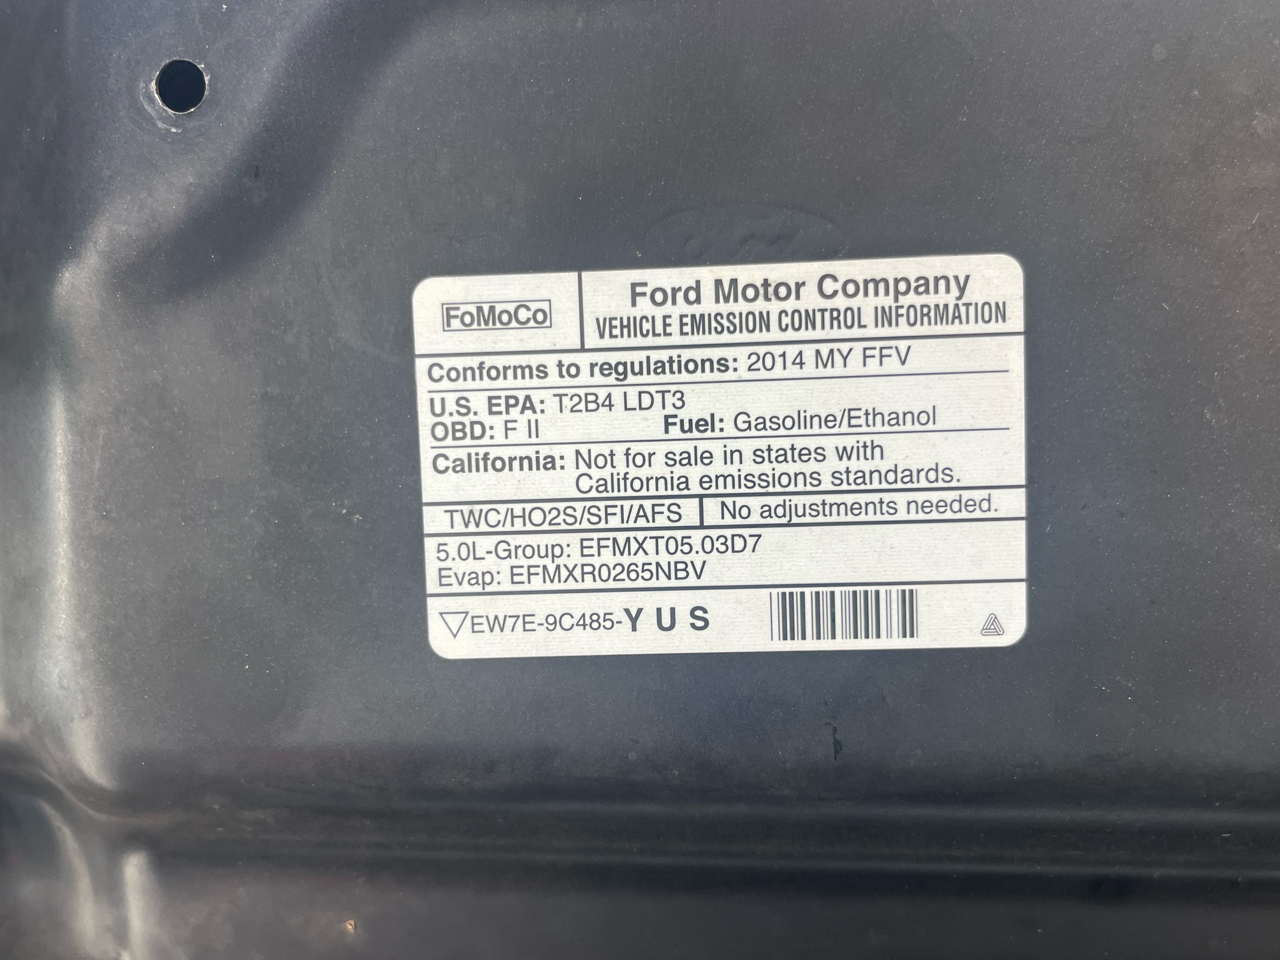 FoMoCo
Ford Motor Company
VEHICLE EMISSION CONTROL INFORMATION
Conforms to regulations: 2014 MY FFV
U.S. EPA: T2B4 LDT3
OBD: F II Fuel: Gasoline/Ethanol
California: Not for sale in states with
California emissions standards.
TWC/HO2S/SFI/AFS No adjustments needed.
5.0L-Group: EFMXT05.03D7
Evap: EFMXR0265NBV
EW7E-9C485-Y U S